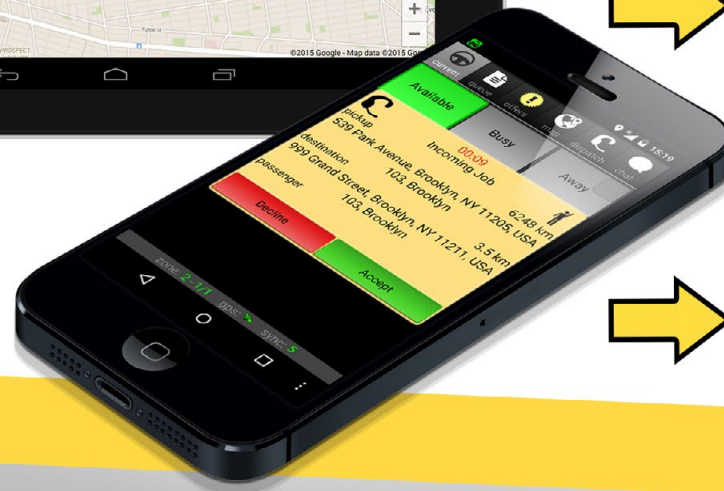 PROSPECT
©2015 Google - Map data ©2015 Goo
15:19
current
queue
offers
map
dispatch
chat
Available
Busy
Away
00:09
Incoming Job
pickup
6248 km
539 Park Avenue, Brooklyn, NY 11205, USA
103, Brooklyn
destination
3.5 km
999 Grand Street, Brooklyn, NY 11211, USA
103, Brooklyn
passenger
Decline
Accept
zone: 2 - 1/1 gps: sync: 5